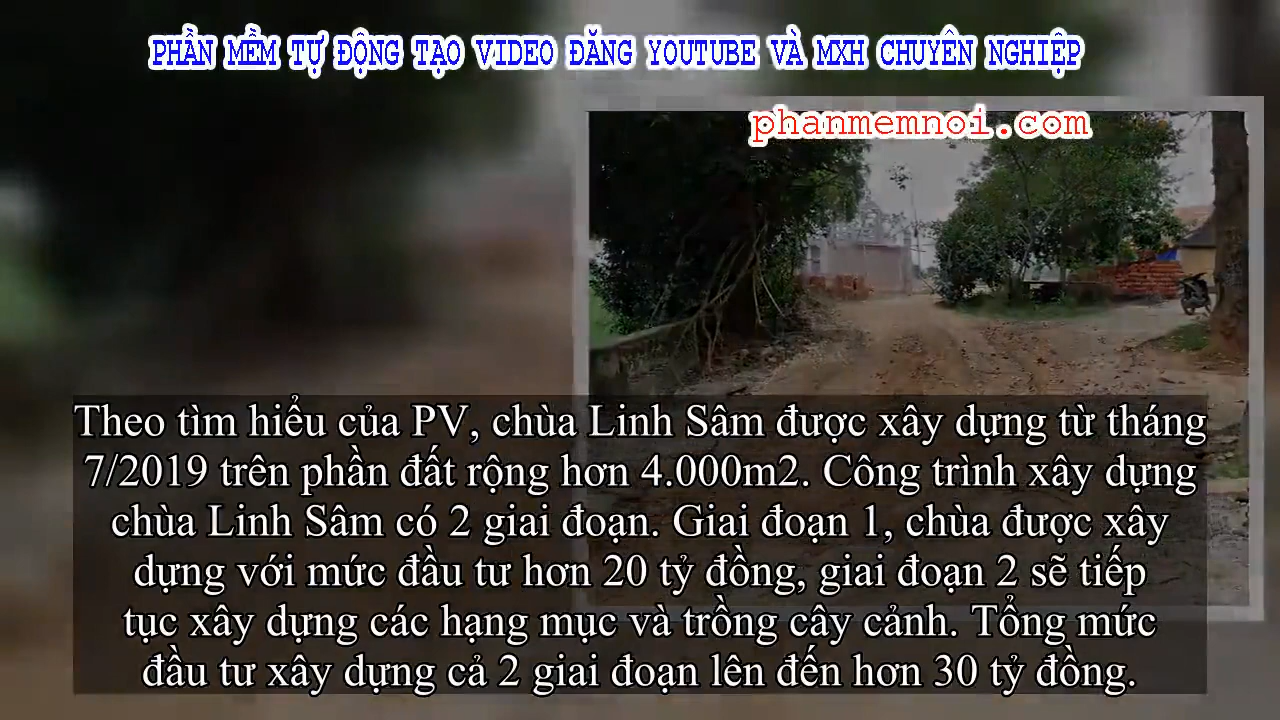 PHẦN MỀM TỰ ĐỘNG TẠO VIDEO ĐĂNG YOUTUBE VÀ MXH CHUYÊN NGHIỆP
phanmemnoi.com
Theo tìm hiểu của PV, chùa Linh Sâm được xây dựng từ tháng
7/2019 trên phần đất rộng hơn 4.000m2. Công trình xây dựng
chùa Linh Sâm có 2 giai đoạn. Giai đoạn 1, chùa được xây
dựng với mức đầu tư hơn 20 tỷ đồng, giai đoạn 2 sẽ tiếp
tục xây dựng các hạng mục và trồng cây cảnh. Tổng mức
đầu tư xây dựng cả 2 giai đoạn lên đến hơn 30 tỷ đồng.